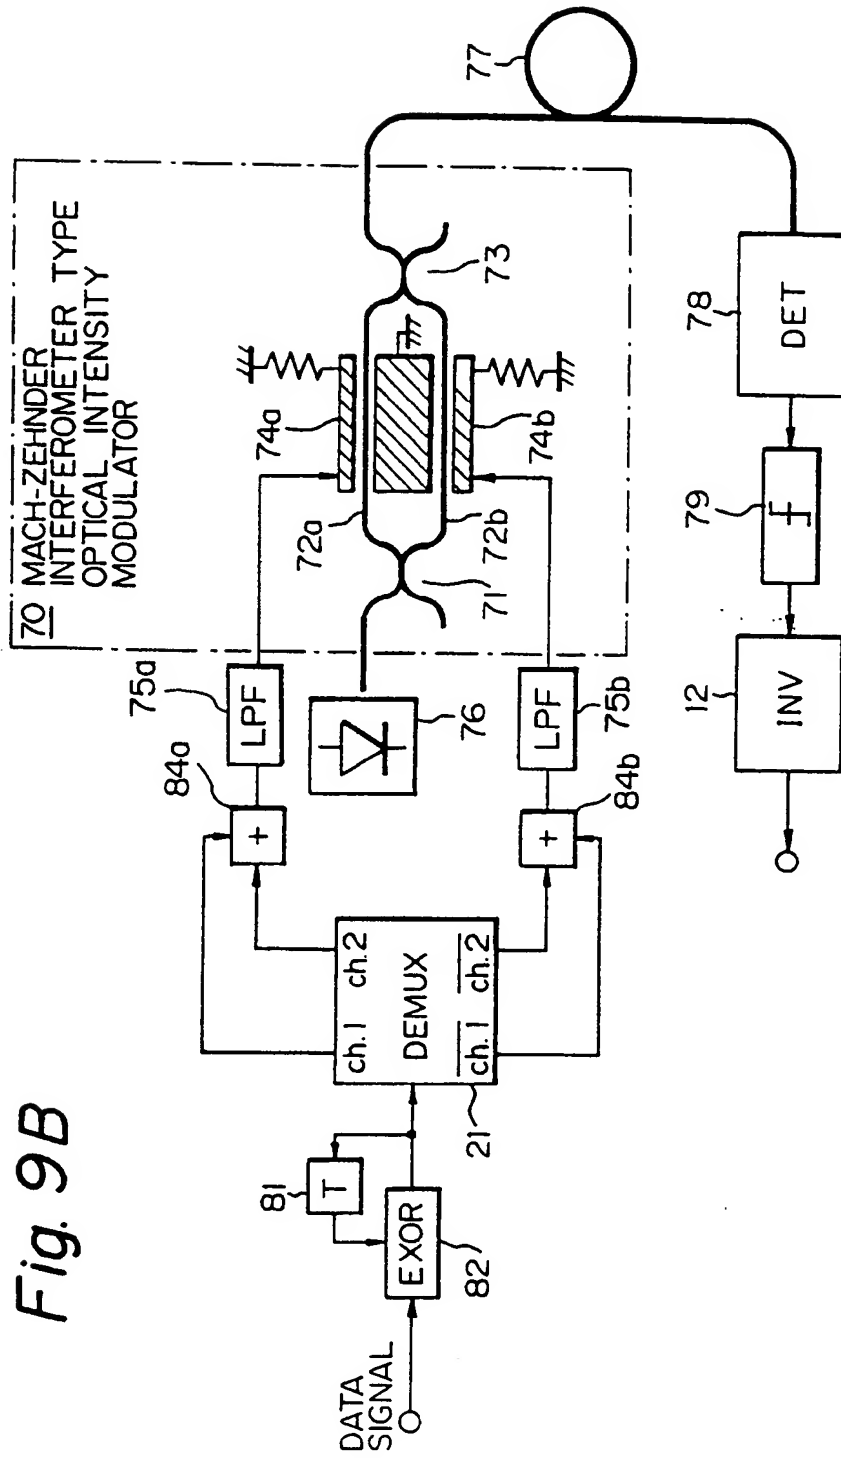 Fig. 9B
70 MACH-ZEHNDER
INTERFEROMETER TYPE
OPTICAL INTENSITY
MODULATOR
DATA
SIGNAL
EXOR
82
T
81
DEMUX
ch.1
ch.2
ch.1
ch.2
21
+
84a
+
84b
LPF
75a
LPF
75b
76
71
72a
72b
74a
74b
73
77
DET
78
79
INV
12